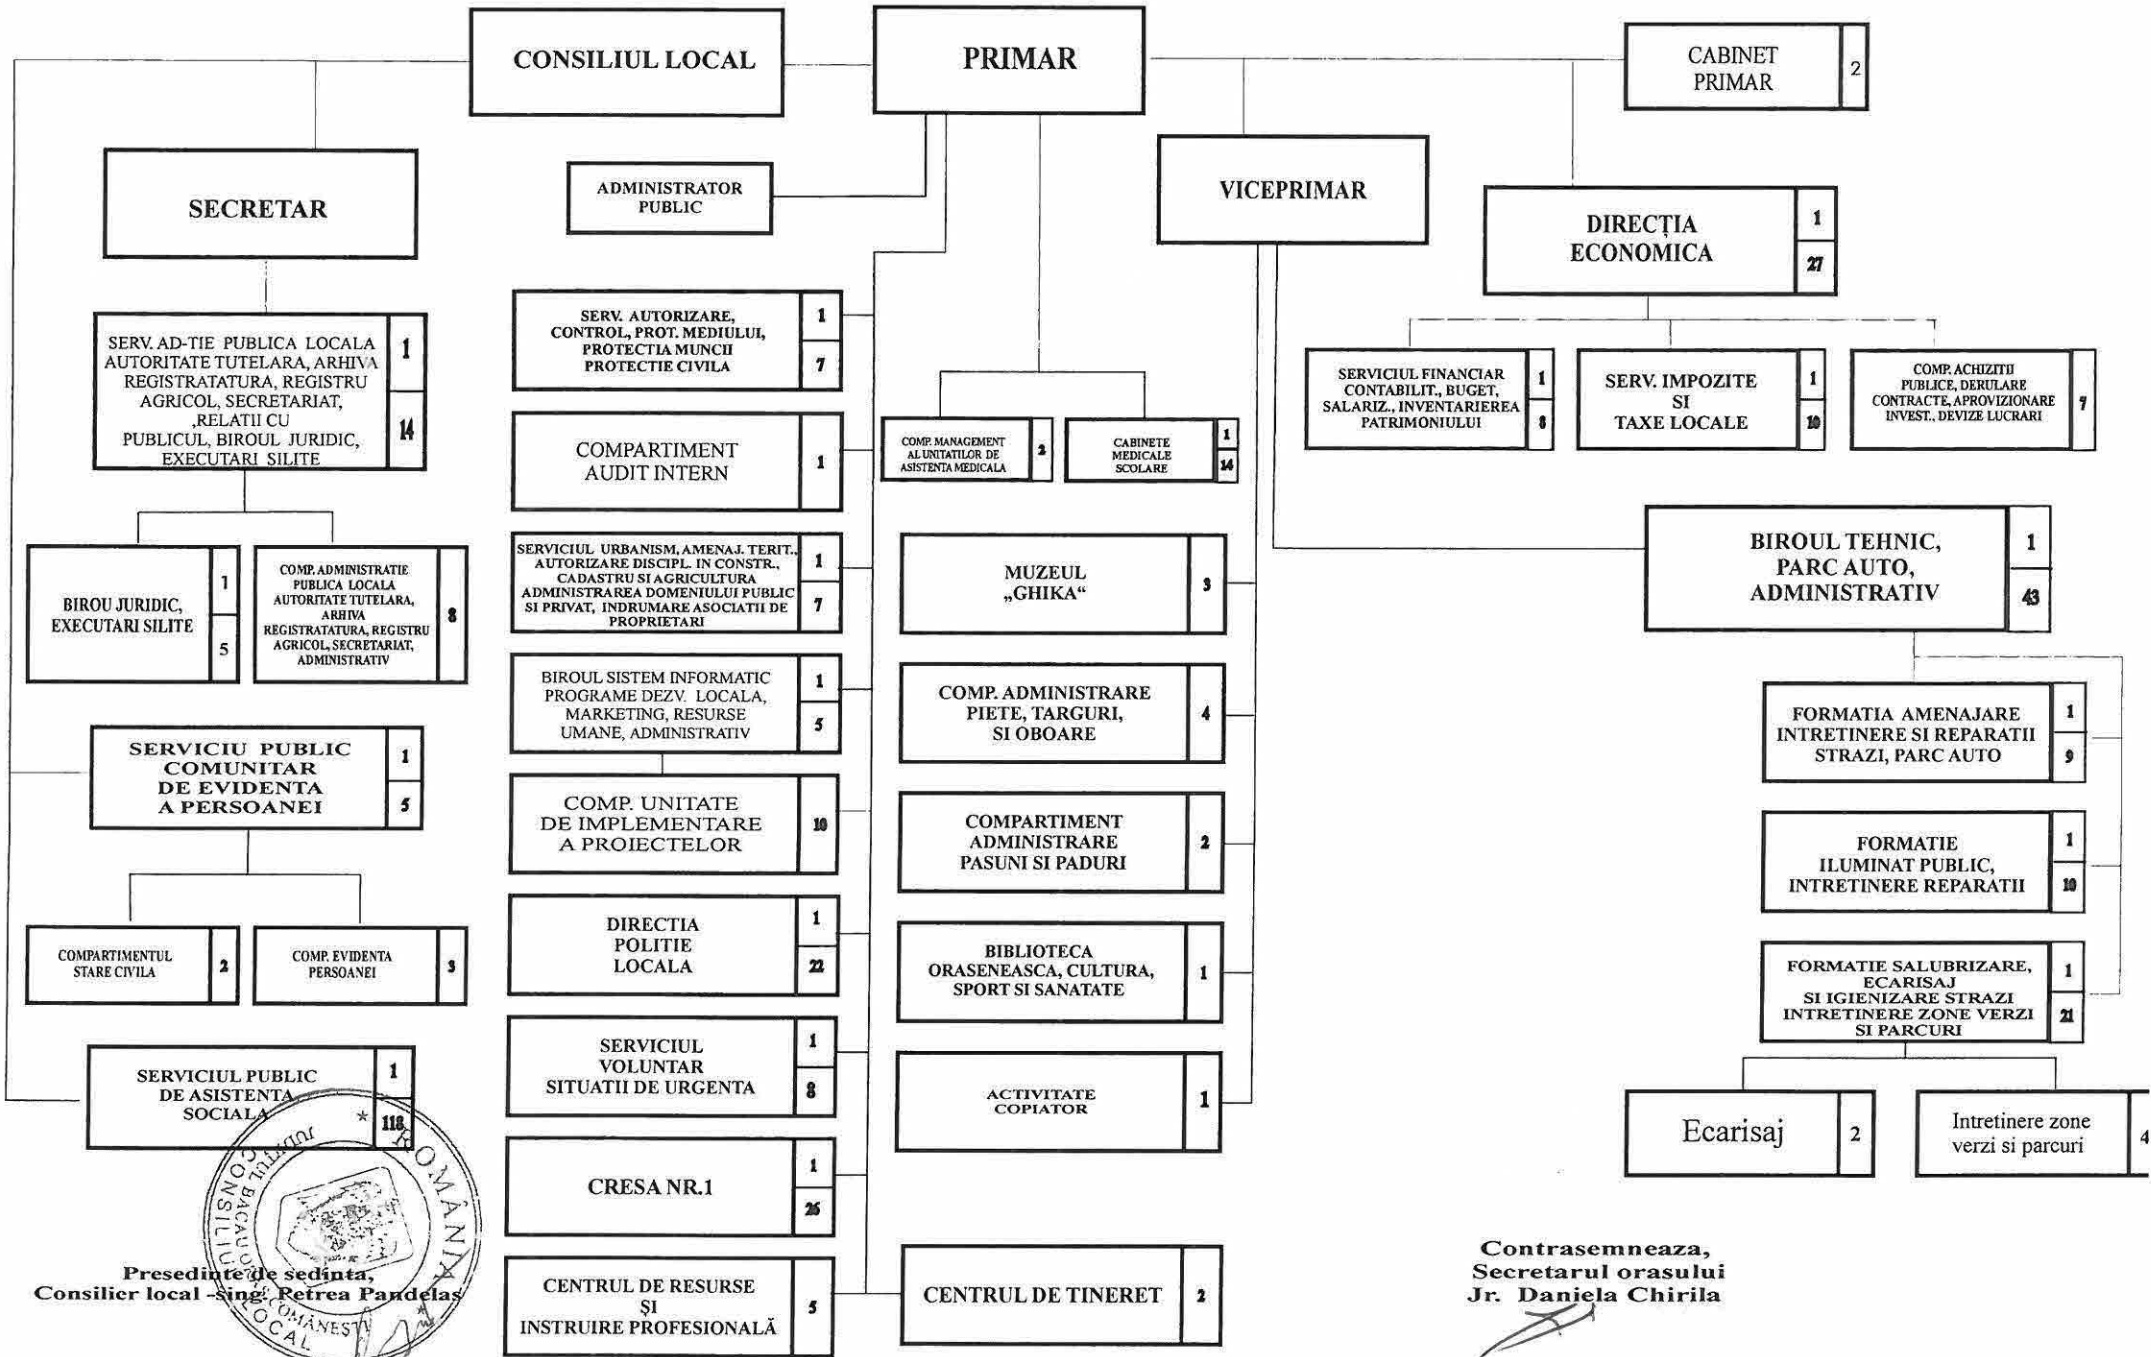 CONSILIUL LOCAL
PRIMAR
CABINET
PRIMAR
2
SECRETAR
ADMINISTRATOR
PUBLIC
VICEPRIMAR
DIRECȚIA
ECONOMICA
1
27
SERV. AD-TIE PUBLICA LOCALA
AUTORITATE TUTELARA, ARHIVA
REGISTRATATURA, REGISTRU
AGRICOL, SECRETARIAT,
,RELATII CU
PUBLICUL, BIROUL JURIDIC,
EXECUTARI SILITE
1
14
BIROU JURIDIC,
EXECUTARI SILITE
1
5
COMP. ADMINISTRATIE
PUBLICA LOCALA
AUTORITATE TUTELARA,
ARHIVA
REGISTRATATURA, REGISTRU
AGRICOL, SECRETARIAT,
ADMINISTRATIV
8
SERVICIU PUBLIC
COMUNITAR
DE EVIDENTA
A PERSOANEI
1
5
COMPARTIMENTUL
STARE CIVILA
2
COMP. EVIDENTA
PERSOANEI
3
SERVICIUL PUBLIC
DE ASISTENTA
SOCIALA
1
118
SERV. AUTORIZARE,
CONTROL, PROT. MEDIULUI,
PROTECTIA MUNCII
PROTECTIE CIVILA
1
7
COMPARTIMENT
AUDIT INTERN
1
SERVICIUL URBANISM, AMENAJ. TERIT.,
AUTORIZARE DISCIPL. IN CONSTR.,
CADASTRU SI AGRICULTURA
ADMINISTRAREA DOMENIULUI PUBLIC
SI PRIVAT, INDRUMARE ASOCIATII DE
PROPRIETARI
1
7
BIROUL SISTEM INFORMATIC
PROGRAME DEZV. LOCALA,
MARKETING, RESURSE
UMANE, ADMINISTRATIV
1
5
COMP. UNITATE
DE IMPLEMENTARE
A PROIECTELOR
10
DIRECTIA
POLITIE
LOCALA
1
22
SERVICIUL
VOLUNTAR
SITUATII DE URGENTA
1
8
CRESA NR.1
1
26
CENTRUL DE RESURSE
ȘI
INSTRUIRE PROFESIONALĂ
5
COMP. MANAGEMENT
AL UNITATILOR DE
ASISTENTA MEDICALA
2
CABINETE
MEDICALE
SCOLARE
1
14
MUZEUL
„GHIKA“
3
COMP. ADMINISTRARE
PIETE, TARGURI,
SI OBOARE
4
COMPARTIMENT
ADMINISTRARE
PASUNI SI PADURI
2
BIBLIOTECA
ORASENEASCA, CULTURA,
SPORT SI SANATATE
1
ACTIVITATE
COPIATOR
1
CENTRUL DE TINERET
2
SERVICIUL FINANCIAR
CONTABILIT., BUGET,
SALARIZ., INVENTARIEREA
PATRIMONIULUI
1
8
SERV. IMPOZITE
SI
TAXE LOCALE
1
10
COMP. ACHIZITII
PUBLICE, DERULARE
CONTRACTE, APROVIZIONARE
INVEST., DEVIZE LUCRARI
7
BIROUL TEHNIC,
PARC AUTO,
ADMINISTRATIV
1
43
FORMATIA AMENAJARE
INTRETINERE SI REPARATII
STRAZI, PARC AUTO
1
9
FORMATIE
ILUMINAT PUBLIC,
INTRETINERE REPARATII
1
10
FORMATIE SALUBRIZARE,
ECARISAJ
SI IGIENIZARE STRAZI
INTRETINERE ZONE VERZI
SI PARCURI
1
21
Ecarisaj
2
Intretinere zone
verzi si parcuri
4
Presedinte de sedinta,
Consilier local -sing. Petrea Pandelas
ROMÂNIA
JUDEȚUL BACĂU
COMĂNEȘTI
CONSILIUL LOCAL
Contrasemneaza,
Secretarul orasului
Jr. Daniela Chirila